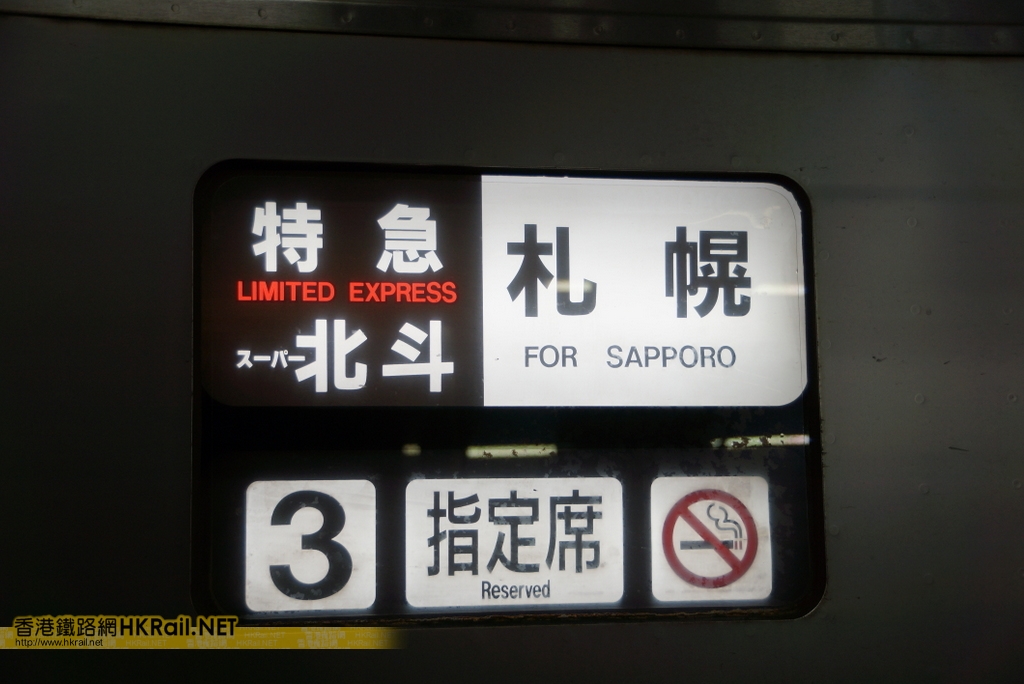 特急
LIMITED EXPRESS
スーパー北斗
札幌
FOR SAPPORO
3
指定席
Reserved
香港鐵路網HKRail.NET
http://www.hkrail.net